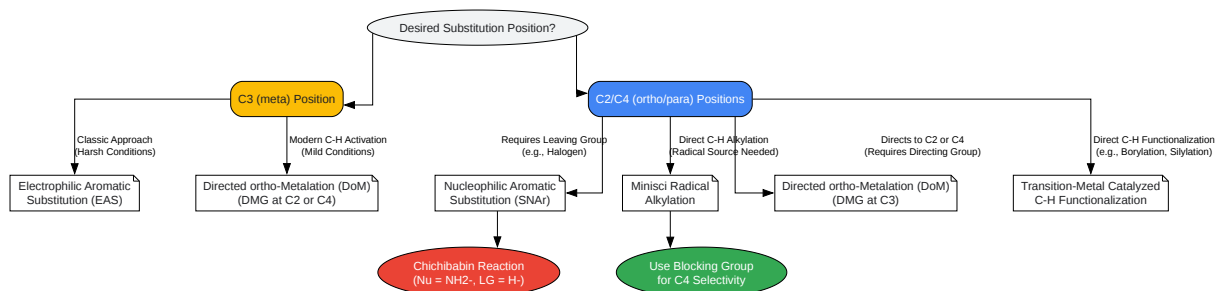 Desired Substitution Position?
C3 (meta) Position
C2/C4 (ortho/para) Positions
Classic Approach
(Harsh Conditions)
Modern C-H Activation
(Mild Conditions)
Requires Leaving Group
(e.g., Halogen)
Direct C-H Alkylation
(Radical Source Needed)
Directs to C2 or C4
(Requires Directing Group)
Direct C-H Functionalization
(e.g., Borylation, Silylation)
Electrophilic Aromatic
Substitution (EAS)
Directed ortho-Metalation (DoM)
(DMG at C2 or C4)
Nucleophilic Aromatic
Substitution (SNAr)
Minisci Radical
Alkylation
Directed ortho-Metalation (DoM)
(DMG at C3)
Transition-Metal Catalyzed
C-H Functionalization
Chichibabin Reaction
(Nu = NH2-, LG = H-)
Use Blocking Group
for C4 Selectivity